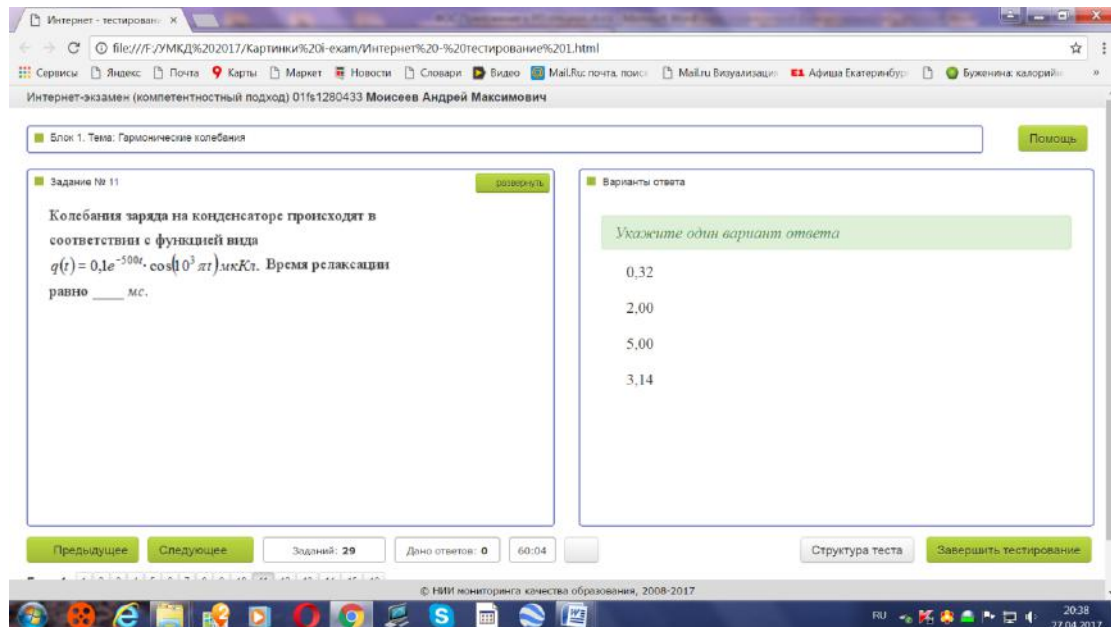 Интернет - тестирован
file:///F:/УМКД%202017/Картинки%20i-exam/Интернет%20-%20тестирование%201.html
Сервисы Яндекс Почта Карты Маркет Новости Словари Видео Mail.Ru: почта, поис Mail.ru Визуализаци Афиша Екатеринбур Буженина: калорий »
Интернет-экзамен (компетентностный подход) 01fs1280433 Моисеев Андрей Максимович
Блок 1. Тема: Гармонические колебания
Помощь
Задание № 11
развернуть
Колебания заряда на конденсаторе происходят в
соответствии с функцией вида
q(t) = 0,1e^{-500t}·cos(10^3 πt) мкКл. Время релаксации
равно ____ мс.
Варианты ответа
Укажите один вариант ответа
0,32
2,00
5,00
3,14
Предыдущее Следующее Заданий: 29 Дано ответов: 0 60:04 Структура теста Завершить тестирование
© НИИ мониторинга качества образования, 2008-2017
RU 20:38
27.04.2017